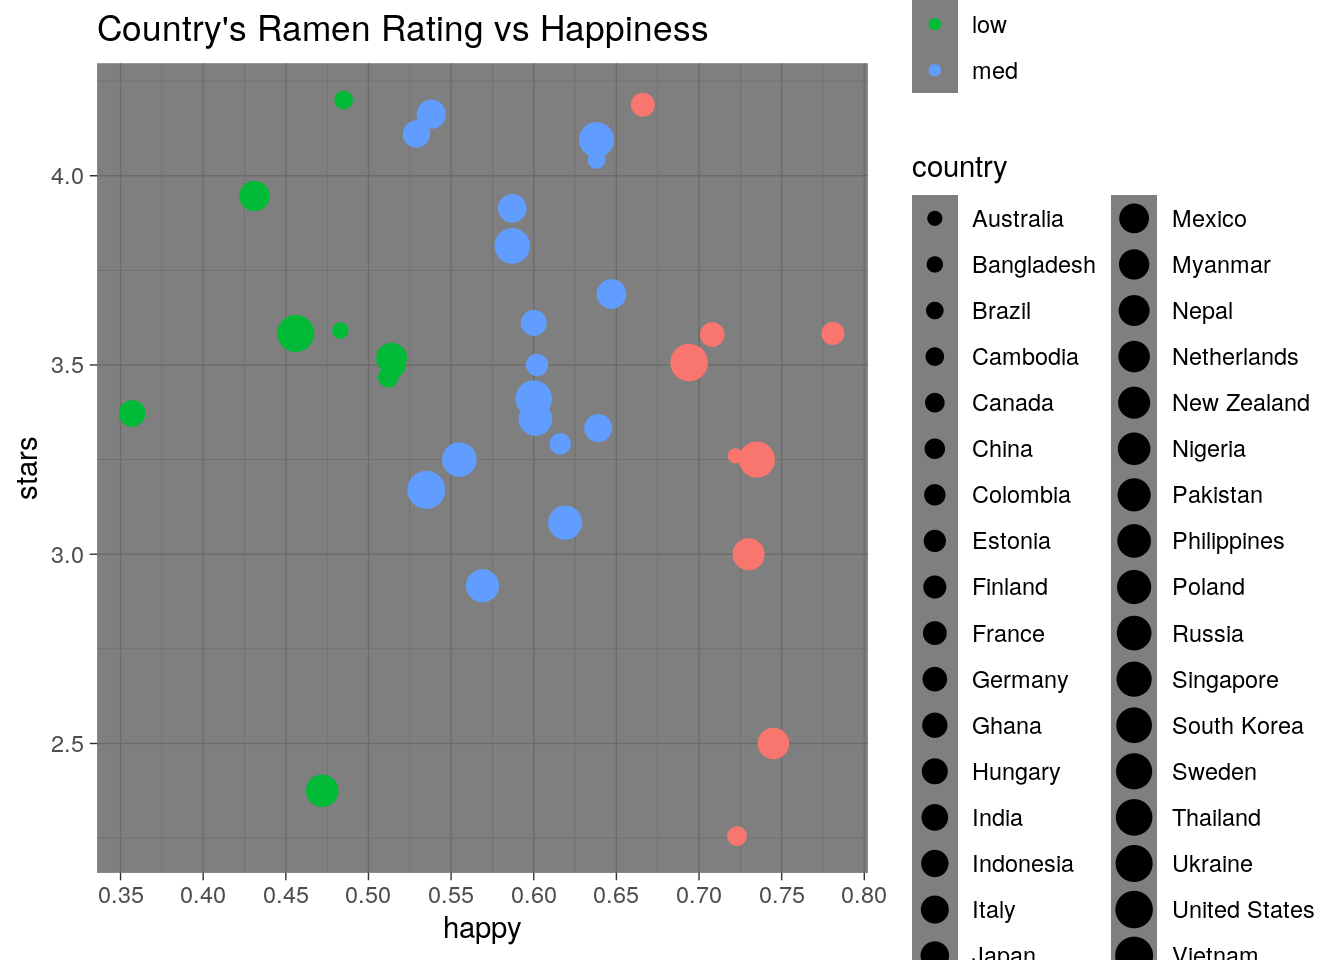 Country's Ramen Rating vs Happiness
4.0
3.5
3.0
2.5
stars
0.35 0.40 0.45 0.50 0.55 0.60 0.65 0.70 0.75 0.80
happy
low
med
country
Australia
Bangladesh
Brazil
Cambodia
Canada
China
Colombia
Estonia
Finland
France
Germany
Ghana
Hungary
India
Indonesia
Italy
Japan
Mexico
Myanmar
Nepal
Netherlands
New Zealand
Nigeria
Pakistan
Philippines
Poland
Russia
Singapore
South Korea
Sweden
Thailand
Ukraine
United States
Vietnam